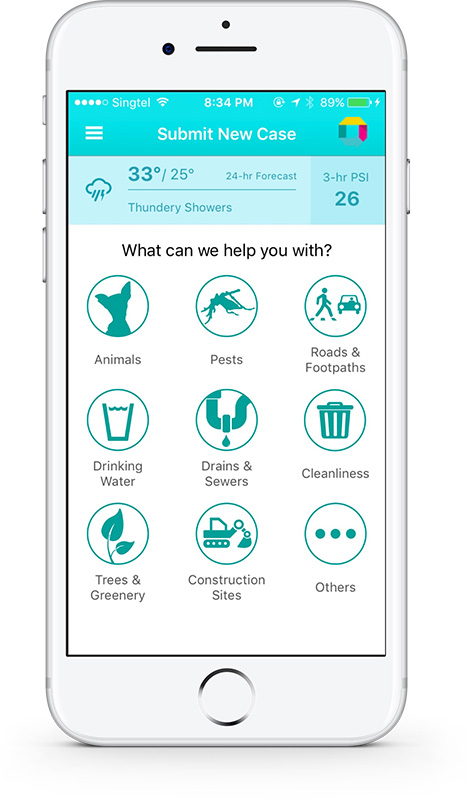 Singtel 8:34 PM 89%
Submit New Case
33°/ 25° 24-hr Forecast
Thundery Showers
3-hr PSI
26
What can we help you with?
Animals
Pests
Roads &
Footpaths
Drinking
Water
Drains &
Sewers
Cleanliness
Trees &
Greenery
Construction
Sites
Others